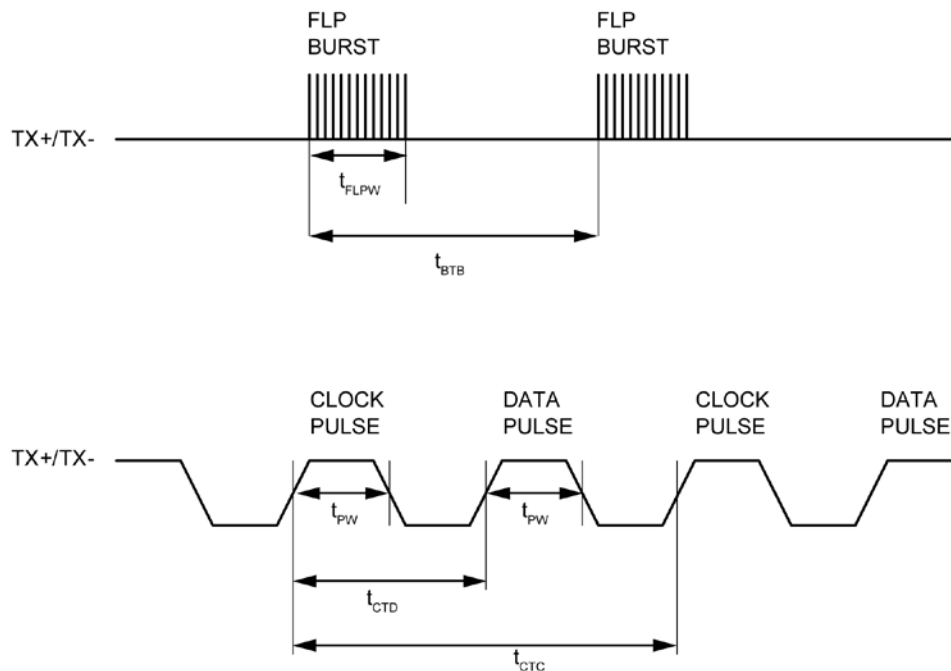 FLP
BURST
FLP
BURST
TX+/TX-
tFLPW
tBTB
CLOCK
PULSE
DATA
PULSE
CLOCK
PULSE
DATA
PULSE
TX+/TX-
tPW
tPW
tCTD
tCTC